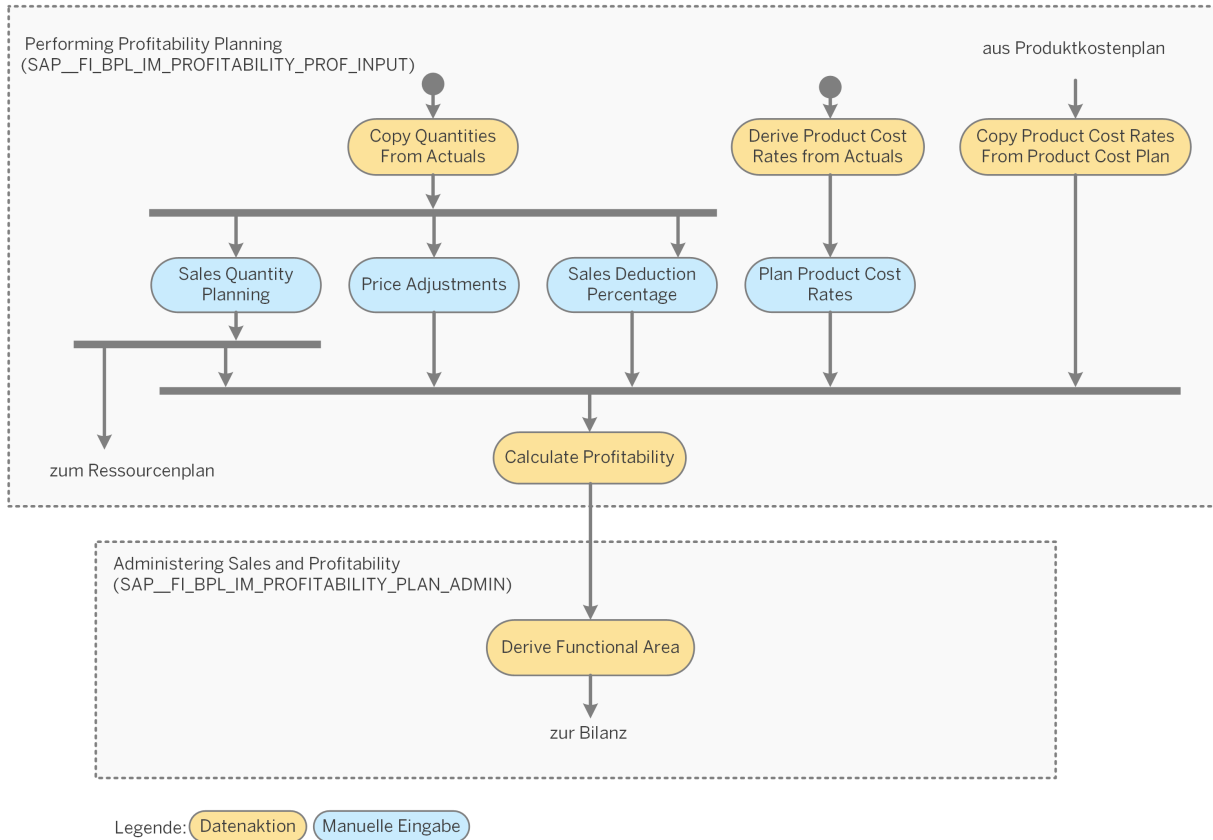 Performing Profitability Planning
(SAP__FI_BPL_IM_PROFITABILITY_PROF_INPUT)
aus Produktkostenplan
Copy Quantities
From Actuals
Derive Product Cost
Rates from Actuals
Copy Product Cost Rates
From Product Cost Plan
Sales Quantity
Planning
Price Adjustments
Sales Deduction
Percentage
Plan Product Cost
Rates
zum Ressourcenplan
Calculate Profitability
Administering Sales and Profitability
(SAP__FI_BPL_IM_PROFITABILITY_PLAN_ADMIN)
Derive Functional Area
zur Bilanz
Legende: Datenaktion Manuelle Eingabe